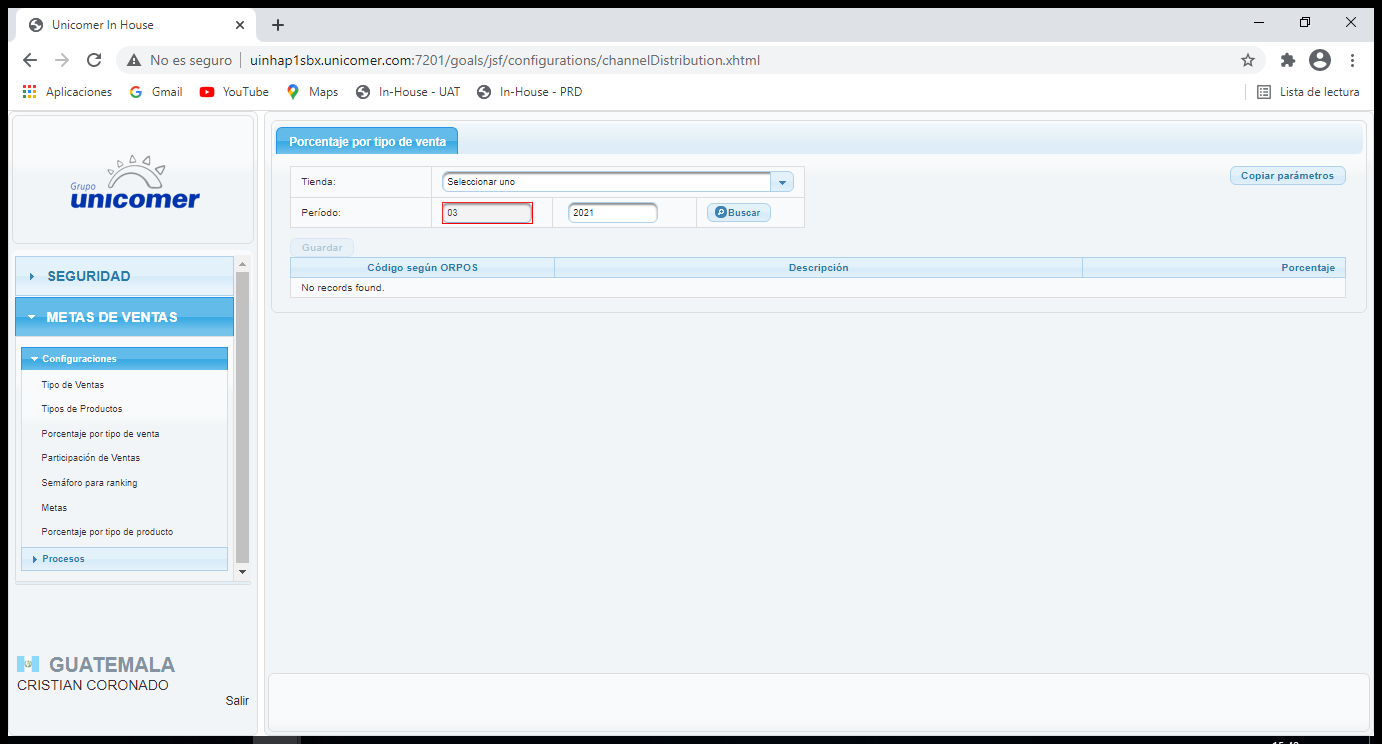 Unicomer In House
No es seguro
uinhap1sbx.unicomer.com:7201/goals/jsf/configurations/channelDistribution.xhtml
Aplicaciones
Gmail
YouTube
Maps
In-House - UAT
In-House - PRD
Lista de lectura
Grupo
unicomer
SEGURIDAD
METAS DE VENTAS
Configuraciones
Tipo de Ventas
Tipos de Productos
Porcentaje por tipo de venta
Participación de Ventas
Semáforo para ranking
Metas
Porcentaje por tipo de producto
Procesos
GUATEMALA
CRISTIAN CORONADO
Salir
Porcentaje por tipo de venta
Tienda:
Seleccionar uno
Copiar parámetros
Período:
03
2021
Buscar
Guardar
Código según ORPOS
Descripción
Porcentaje
No records found.